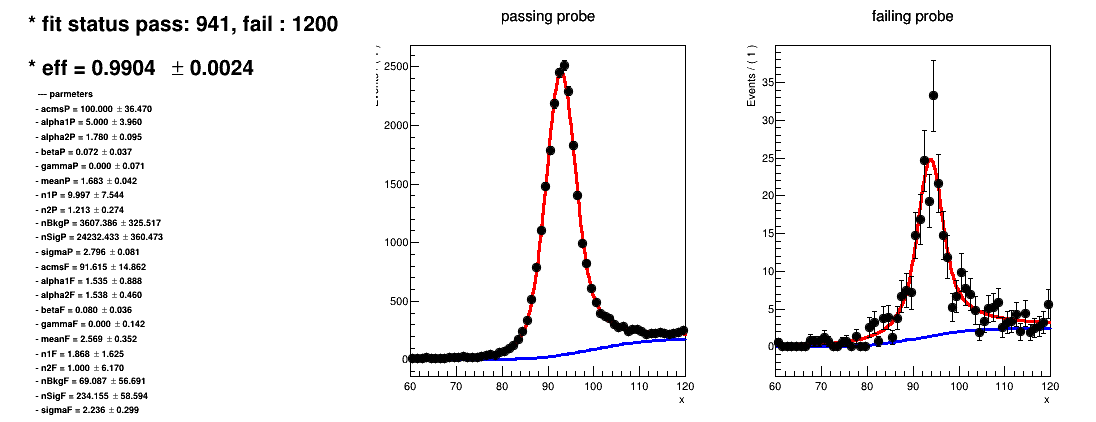 * fit status pass: 941, fail : 1200
* eff = 0.9904 ± 0.0024
--- parmeters
- acmsP = 100.000 ± 36.470
- alpha1P = 5.000 ± 3.960
- alpha2P = 1.780 ± 0.095
- betaP = 0.072 ± 0.037
- gammaP = 0.000 ± 0.071
- meanP = 1.683 ± 0.042
- n1P = 9.997 ± 7.544
- n2P = 1.213 ± 0.274
- nBkgP = 3607.386 ± 325.517
- nSigP = 24232.433 ± 360.473
- sigmaP = 2.796 ± 0.081
- acmsF = 91.615 ± 14.862
- alpha1F = 1.535 ± 0.888
- alpha2F = 1.538 ± 0.460
- betaF = 0.080 ± 0.036
- gammaF = 0.000 ± 0.142
- meanF = 2.569 ± 0.352
- n1F = 1.868 ± 1.625
- n2F = 1.000 ± 6.170
- nBkgF = 69.087 ± 56.691
- nSigF = 234.155 ± 58.594
- sigmaF = 2.236 ± 0.299
passing probe
2500
2000
1500
1000
500
0
60 70 80 90 100 110 120
x
failing probe
Events / ( 1 )
35
30
25
20
15
10
5
0
60 70 80 90 100 110 120
x